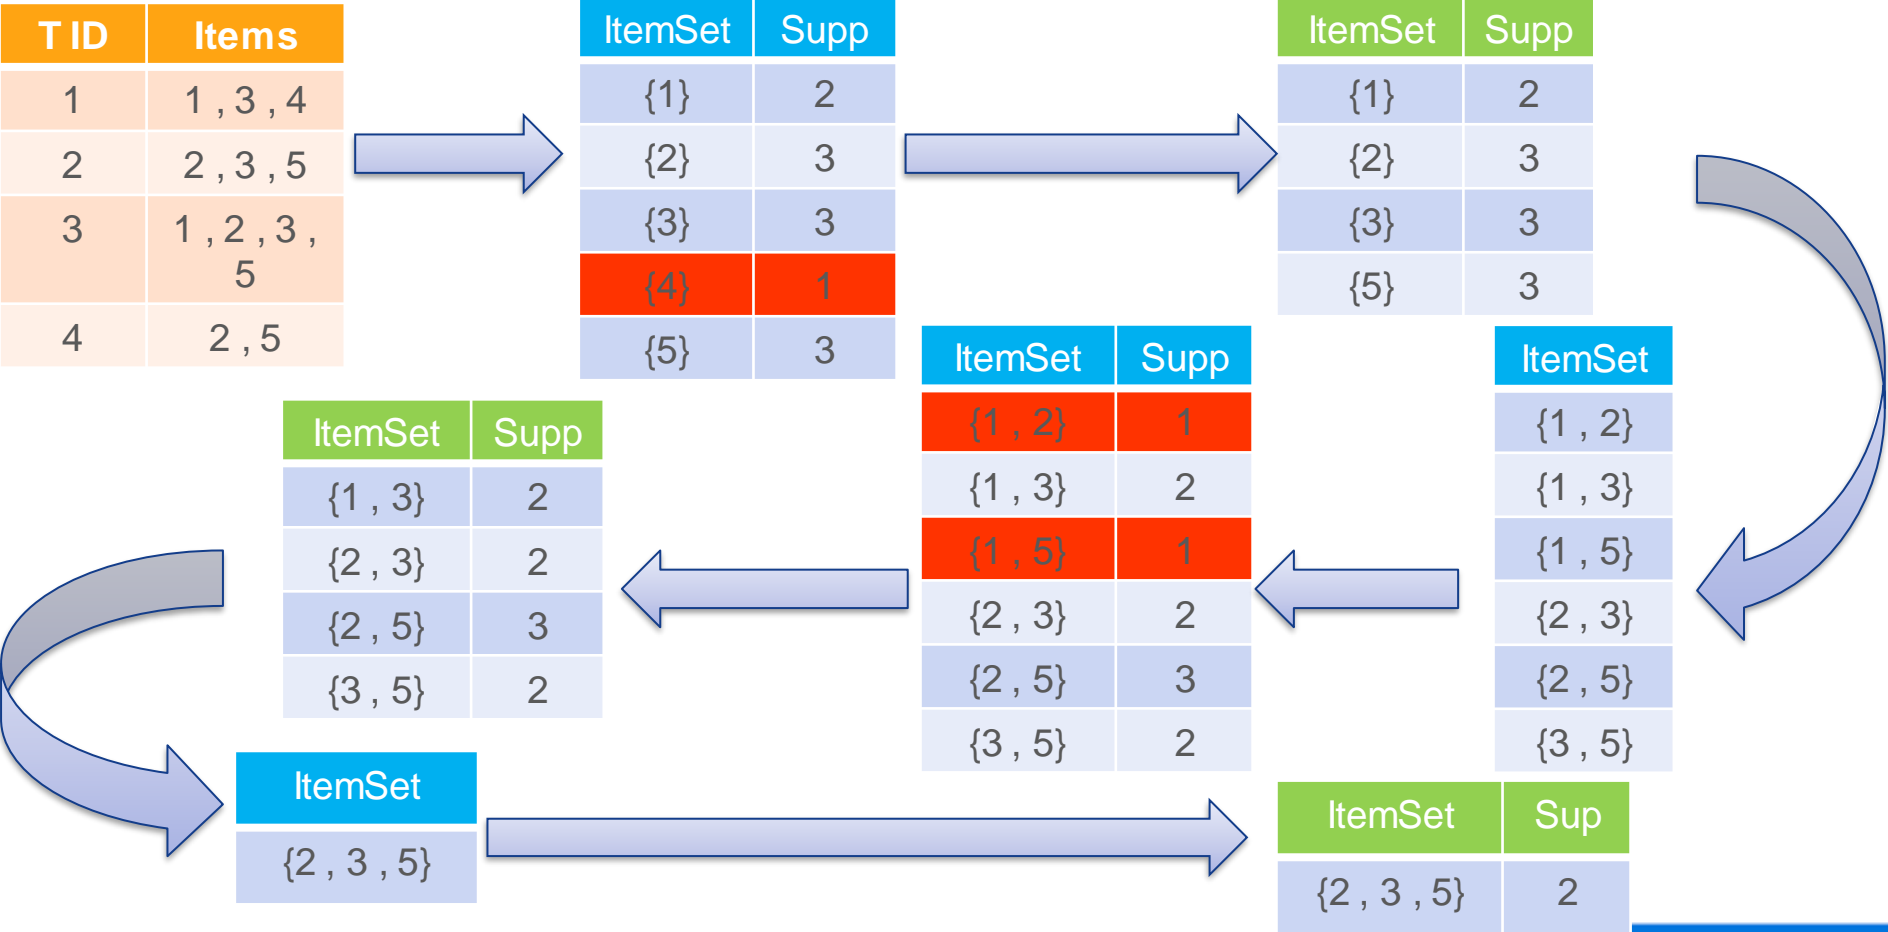 T ID Items
1 1 , 3 , 4
2 2 , 3 , 5
3 1 , 2 , 3 ,
5
4 2 , 5
ItemSet Supp
{1} 2
{2} 3
{3} 3
{4} 1
{5} 3
ItemSet Supp
{1} 2
{2} 3
{3} 3
{5} 3
ItemSet
{1 , 2}
{1 , 3}
{1 , 5}
{2 , 3}
{2 , 5}
{3 , 5}
ItemSet Supp
{1 , 2} 1
{1 , 3} 2
{1 , 5} 1
{2 , 3} 2
{2 , 5} 3
{3 , 5} 2
ItemSet Supp
{1 , 3} 2
{2 , 3} 2
{2 , 5} 3
{3 , 5} 2
ItemSet
{2 , 3 , 5}
ItemSet Sup
{2 , 3 , 5} 2